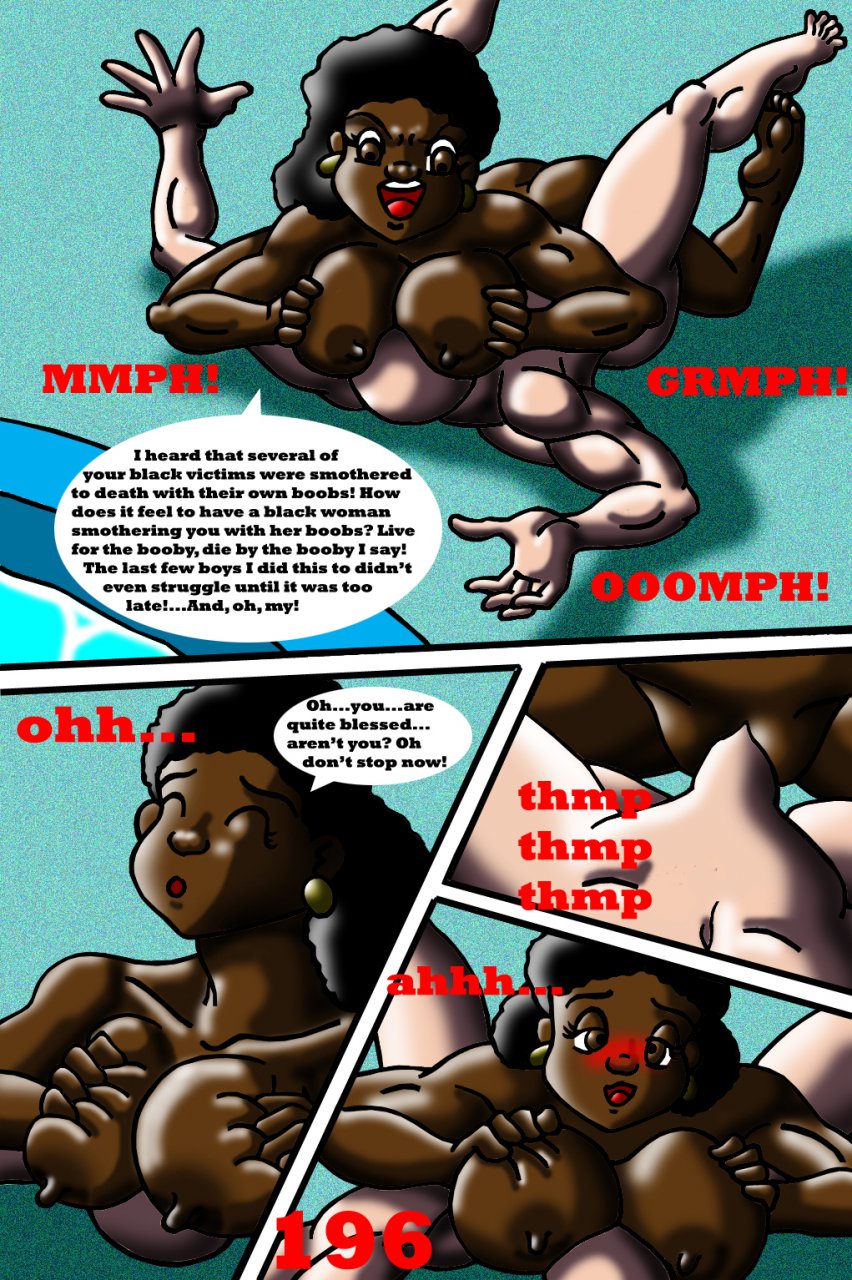 MMPH!
GRMPH!
I heard that several of
your black victims were smothered
to death with their own boobs! How
does it feel to have a black woman
smothering you with her boobs? Live
for the booby, die by the booby I say!
The last few boys I did this to didn't
even struggle until it was too
late!...And, oh, my!
OOOMPH!
ohh...
Oh...you...are
quite blessed...
aren't you? Oh
don't stop now!
thmp
thmp
thmp
ahhh...
196